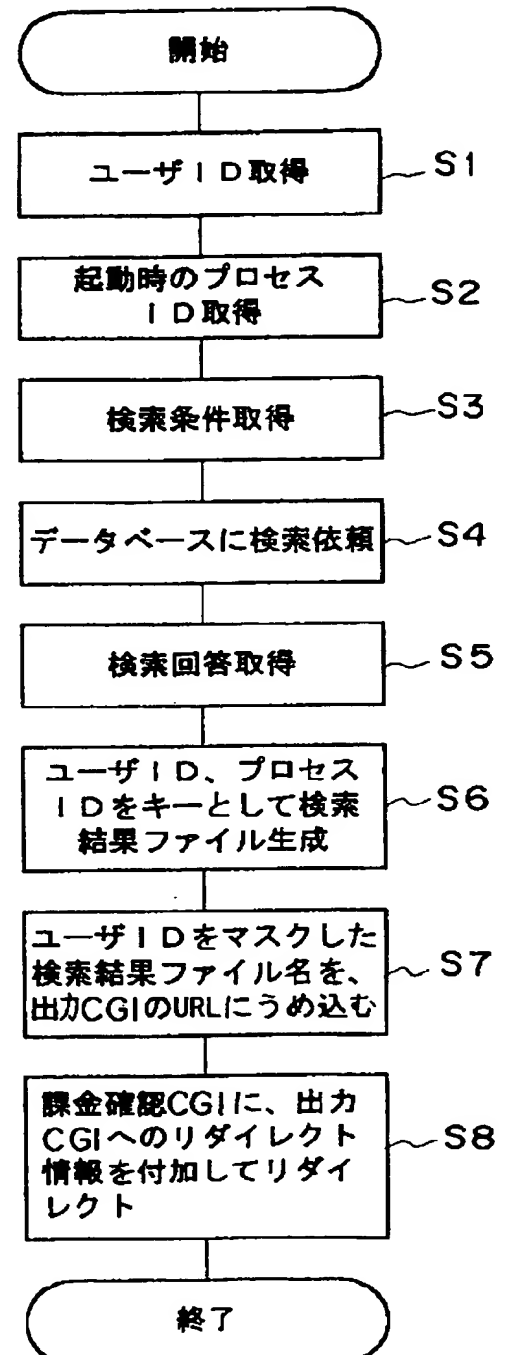 開始
ユーザID取得
S1
起動時のプロセス
ID取得
S2
検索条件取得
S3
データベースに検索依頼
S4
検索回答取得
S5
ユーザID、プロセス
IDをキーとして検索
結果ファイル生成
S6
ユーザIDをマスクした
検索結果ファイル名を、
出力CGIのURLにうめ込む
S7
課金確認CGIに、出力
CGIへのリダイレクト
情報を付加してリダイ
レクト
S8
終了